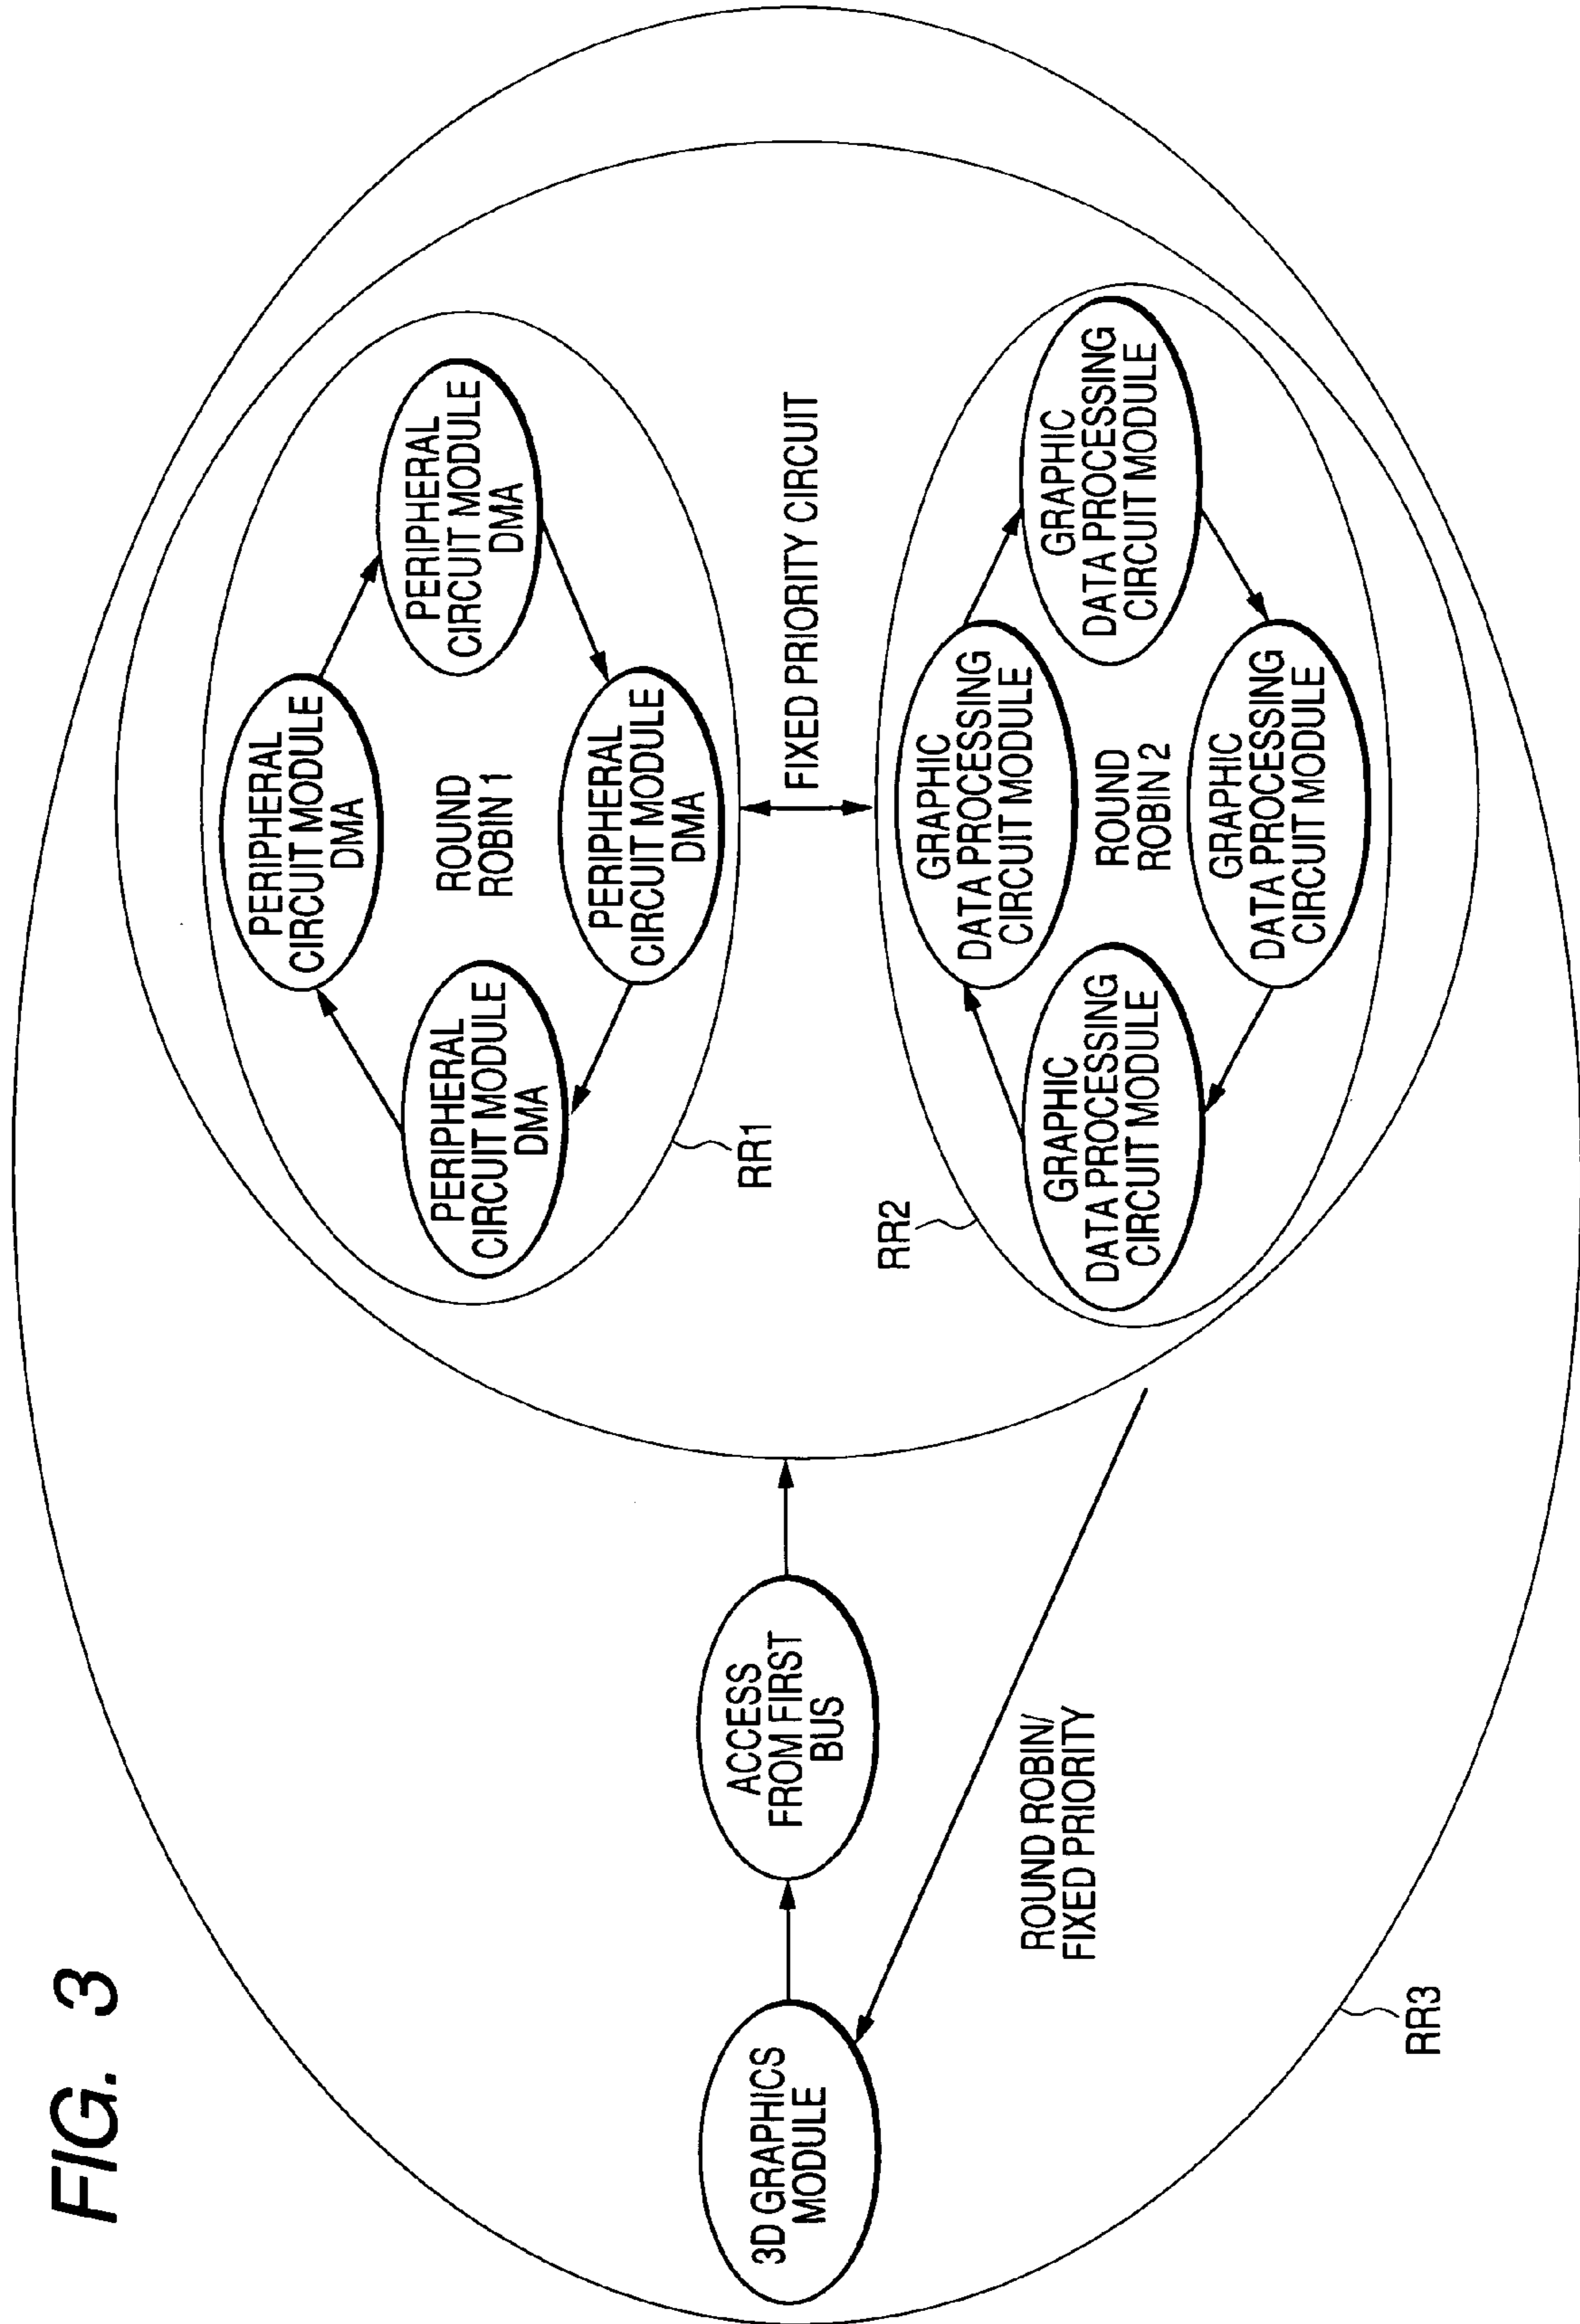 FIG. 3
PERIPHERAL
CIRCUIT MODULE
DMA
PERIPHERAL
CIRCUIT MODULE
DMA
ROUND
ROBIN 1
PERIPHERAL
CIRCUIT MODULE
DMA
PERIPHERAL
CIRCUIT MODULE
DMA
RR1
FIXED PRIORITY CIRCUIT
RR2
GRAPHIC
DATA PROCESSING
CIRCUIT MODULE
GRAPHIC
DATA PROCESSING
CIRCUIT MODULE
ROUND
ROBIN 2
GRAPHIC
DATA PROCESSING
CIRCUIT MODULE
GRAPHIC
DATA PROCESSING
CIRCUIT MODULE
3D GRAPHICS
MODULE
ACCESS
FROM FIRST
BUS
ROUND ROBIN/
FIXED PRIORITY
RR3